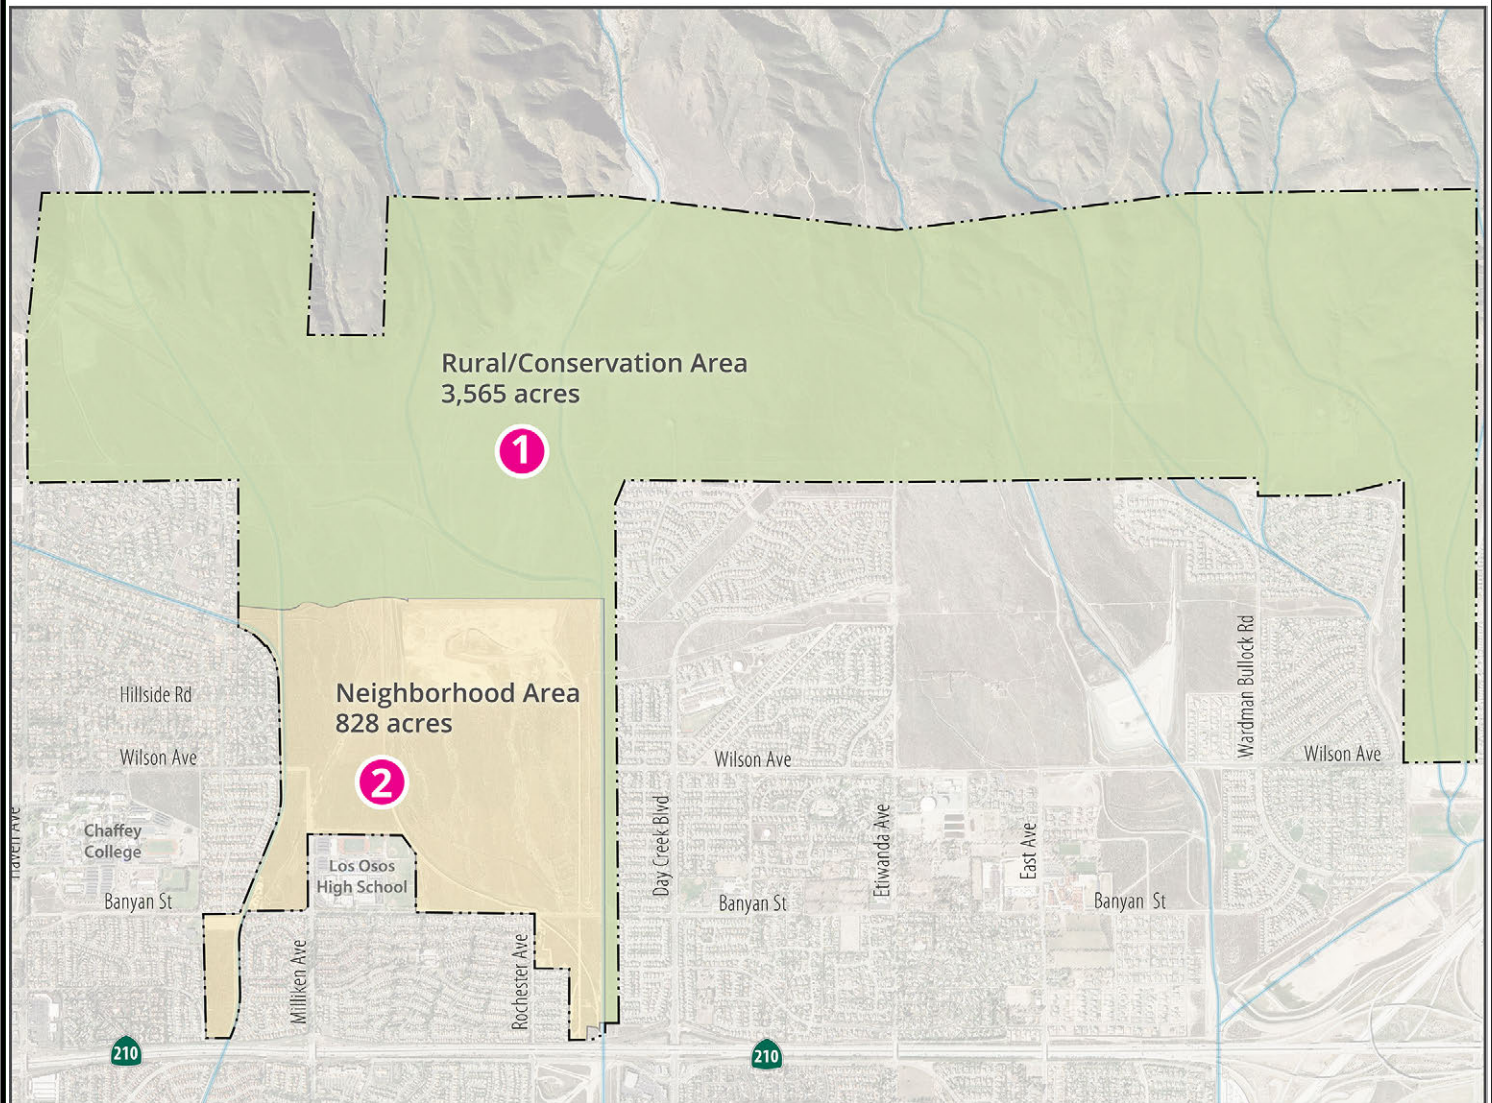 Rural/Conservation Area
3,565 acres
1
Neighborhood Area
828 acres
2
Hillside Rd
Wilson Ave
Wilson Ave
Wilson Ave
Wardman Bullock Rd
Haven Ave
Chaffey
College
Los Osos
High School
Day Creek Blvd
Etiwanda Ave
East Ave
Banyan St
Banyan St
Banyan St
Milliken Ave
Rochester Ave
210
210